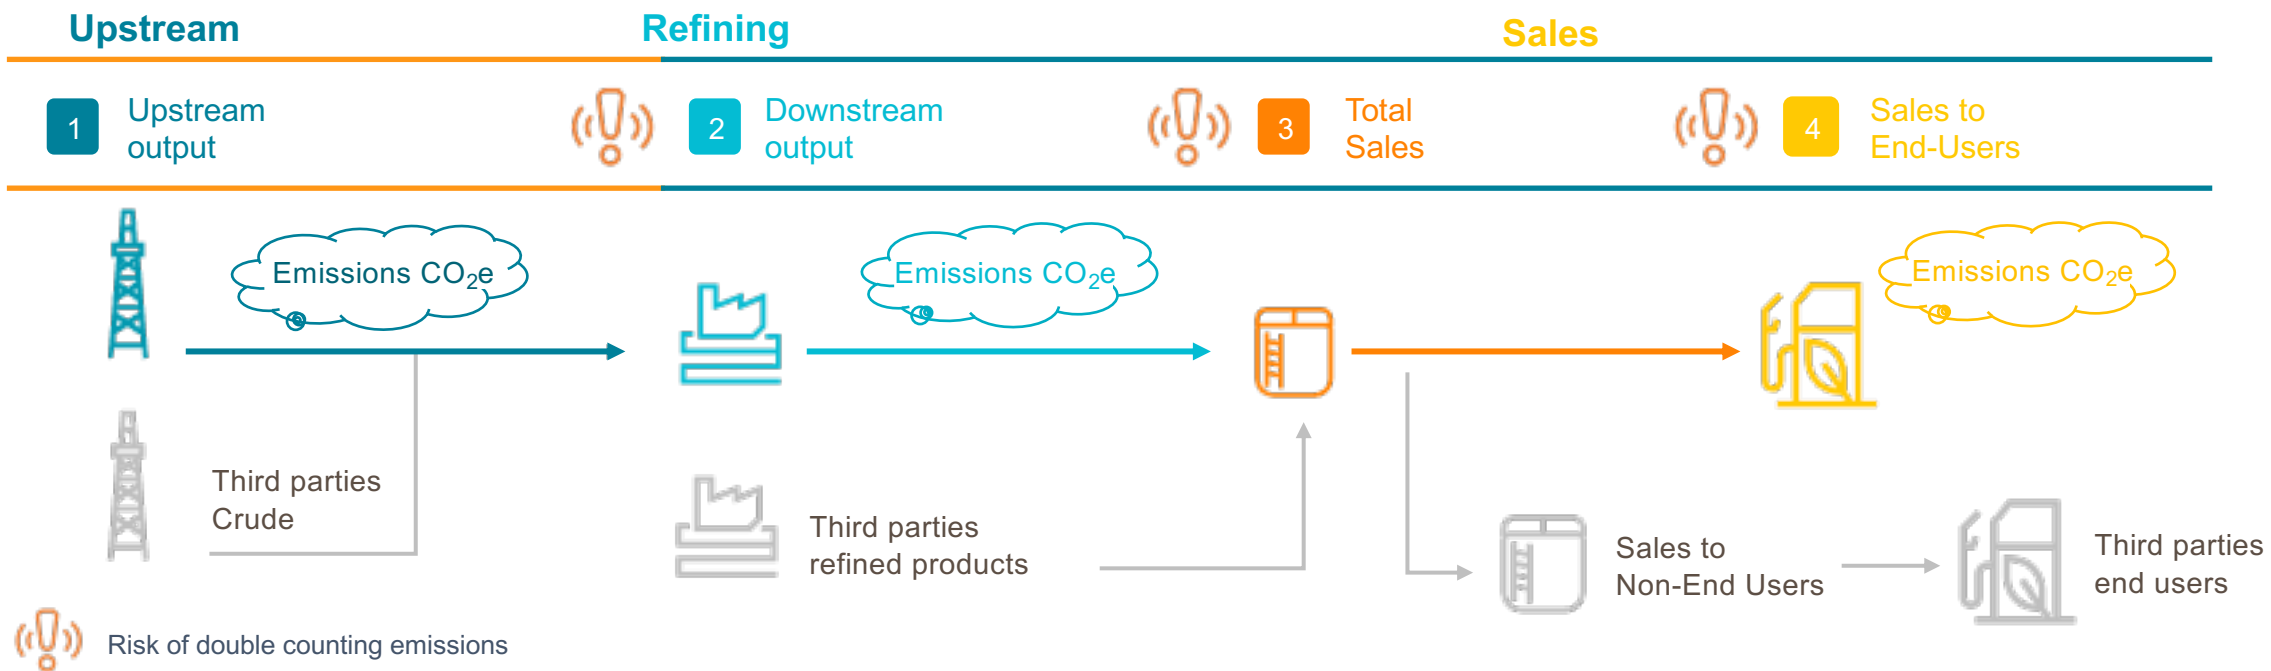 Upstream
Refining
Sales
1
Upstream
output
2
Downstream
output
3
Total
Sales
4
Sales to
End-Users
Emissions CO₂e
Emissions CO₂e
Emissions CO₂e
Third parties
Crude
Third parties
refined products
Sales to
Non-End Users
Third parties
end users
Risk of double counting emissions